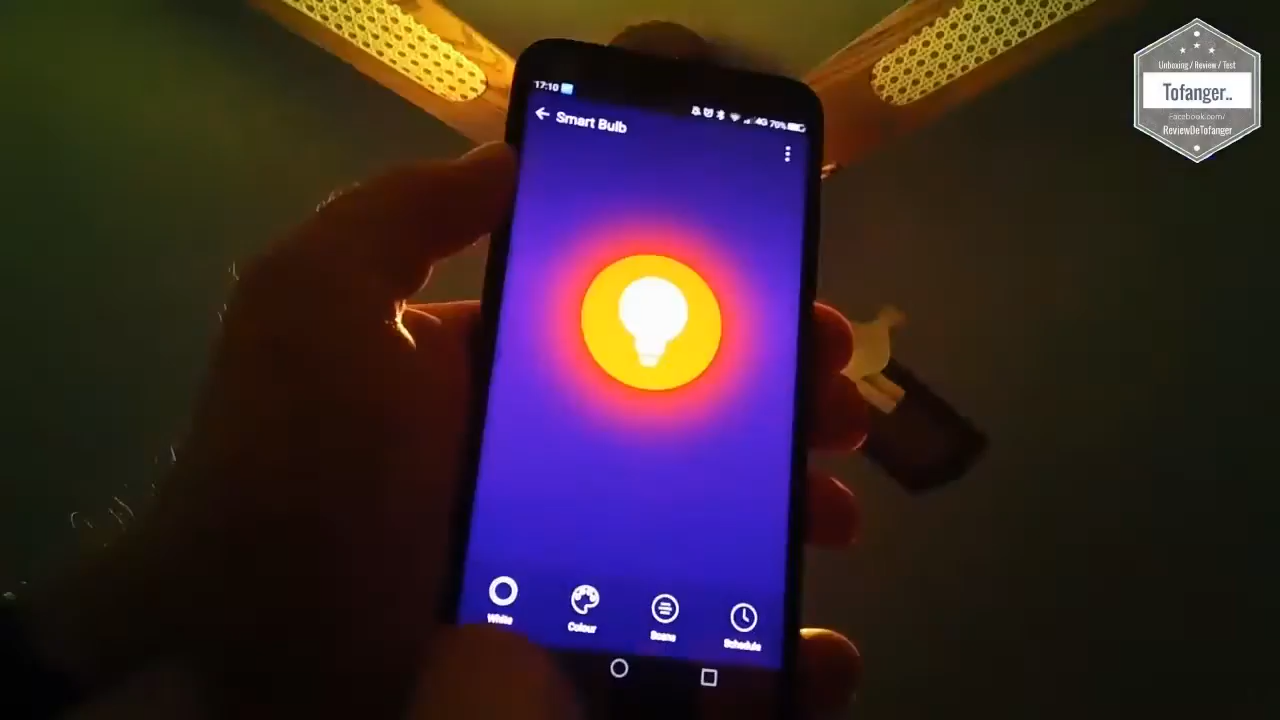 17:10
4G 70%
Smart Bulb
White
Colour
Scene
Schedule
Unboxing / Review / Test
Tofanger..
Facebook.com/
ReviewDeTofanger